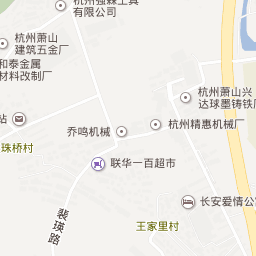 杭州强森工具
有限公司
杭州萧山
建筑五金厂
和泰金属
材料改制厂
杭州萧山兴
达球墨铸铁厂
站
乔鸣机械
杭州精惠机械厂
珠桥村
联华一百超市
长安爱情公
裴瑛路
王家里村